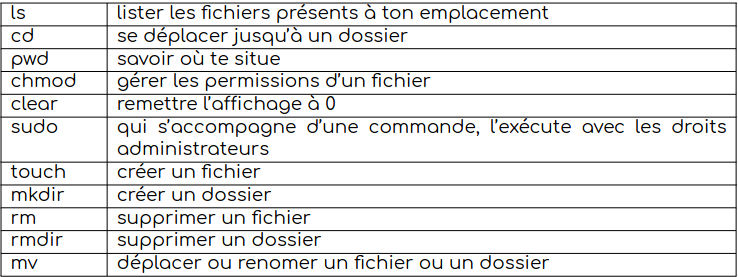 ls lister les fichiers présents à ton emplacement
cd se déplacer jusqu'à un dossier
pwd savoir où te situe
chmod gérer les permissions d'un fichier
clear remettre l'affichage à 0
sudo qui s'accompagne d'une commande, l'exécute avec les droits
administrateurs
touch créer un fichier
mkdir créer un dossier
rm supprimer un fichier
rmdir supprimer un dossier
mv déplacer ou renomer un fichier ou un dossier